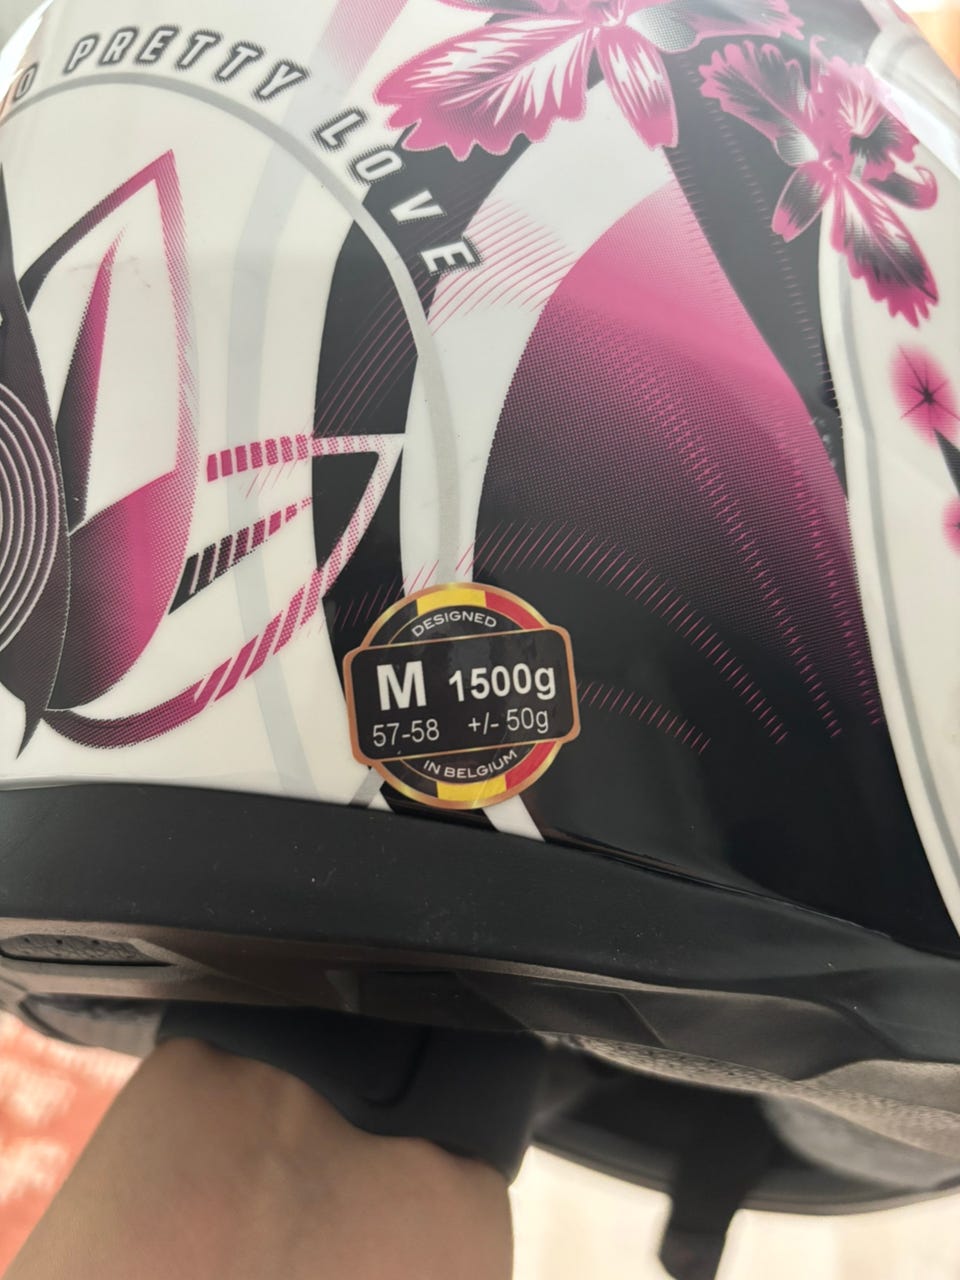 PRETTY LOVE
DESIGNED
M 1500g
57-58 +/- 50g
IN BELGIUM